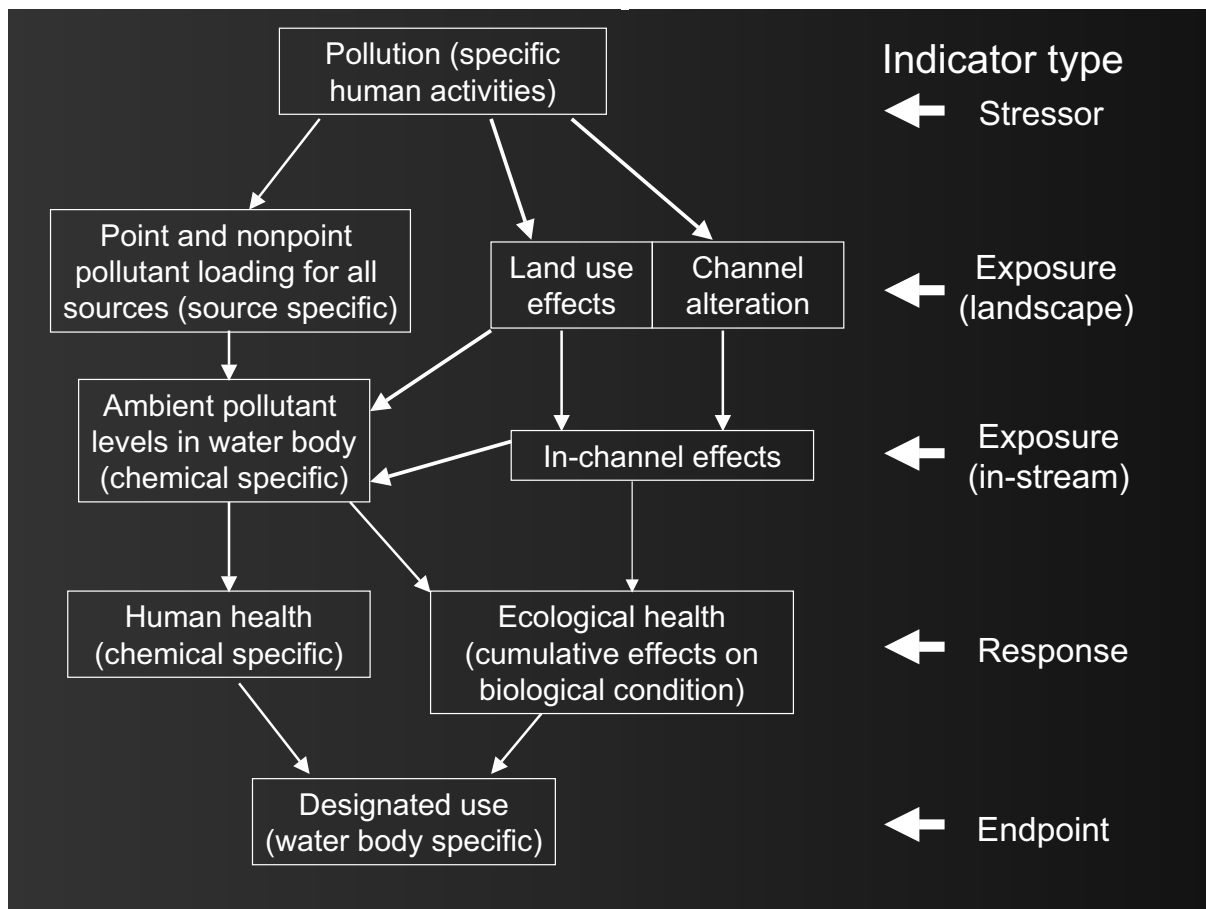 Pollution (specific
human activities)
Indicator type
Stressor
Point and nonpoint
pollutant loading for all
sources (source specific)
Land use
effects
Channel
alteration
Exposure
(landscape)
Ambient pollutant
levels in water body
(chemical specific)
In-channel effects
Exposure
(in-stream)
Human health
(chemical specific)
Ecological health
(cumulative effects on
biological condition)
Response
Designated use
(water body specific)
Endpoint